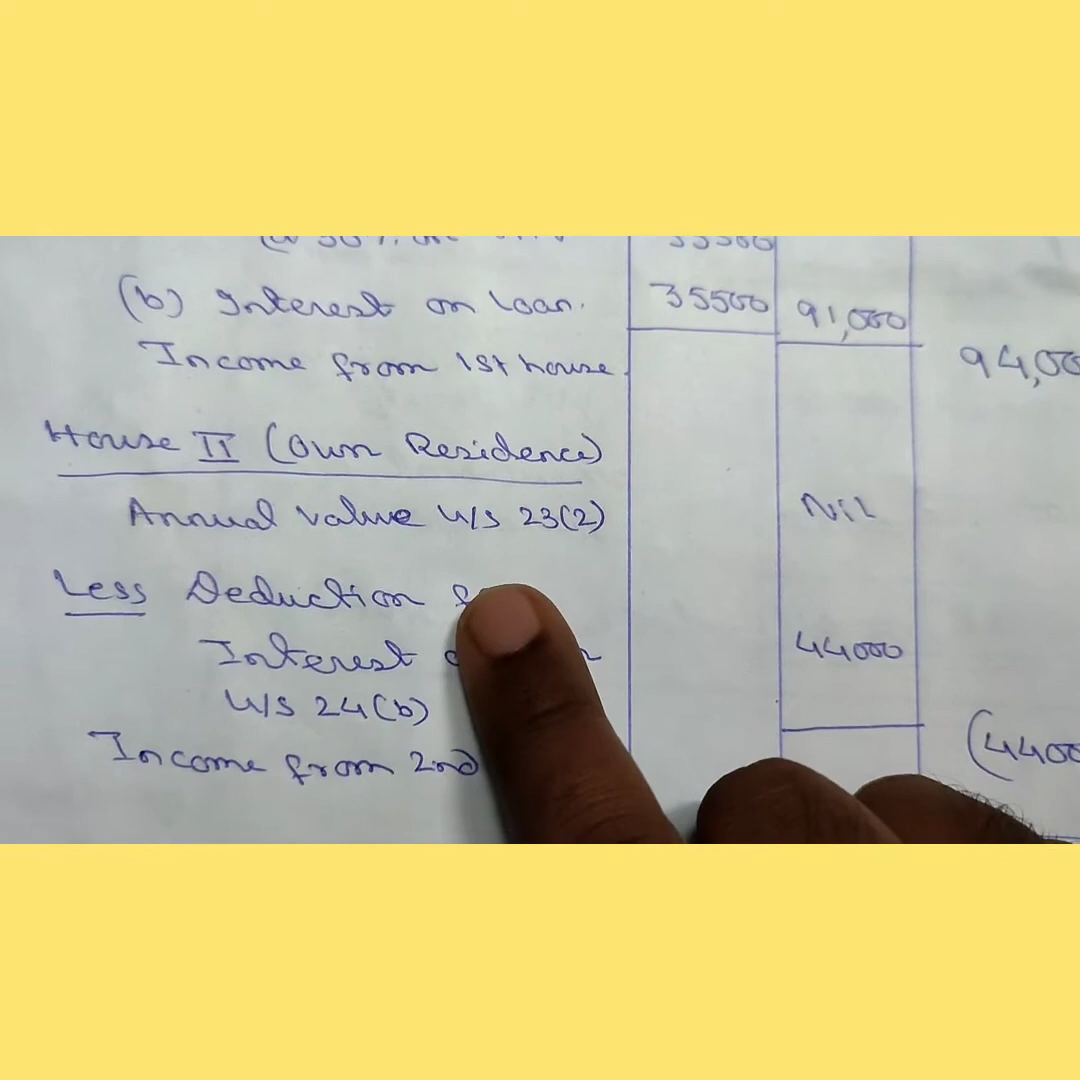 (b) Interest on Loan. 35500 91,000
Income from 1st house. 94,00
House II (Own Residence)
Annual value U/S 23(2) Nil
Less Deduction
Interest 44000
U/S 24(b)
Income from 2nd (4400